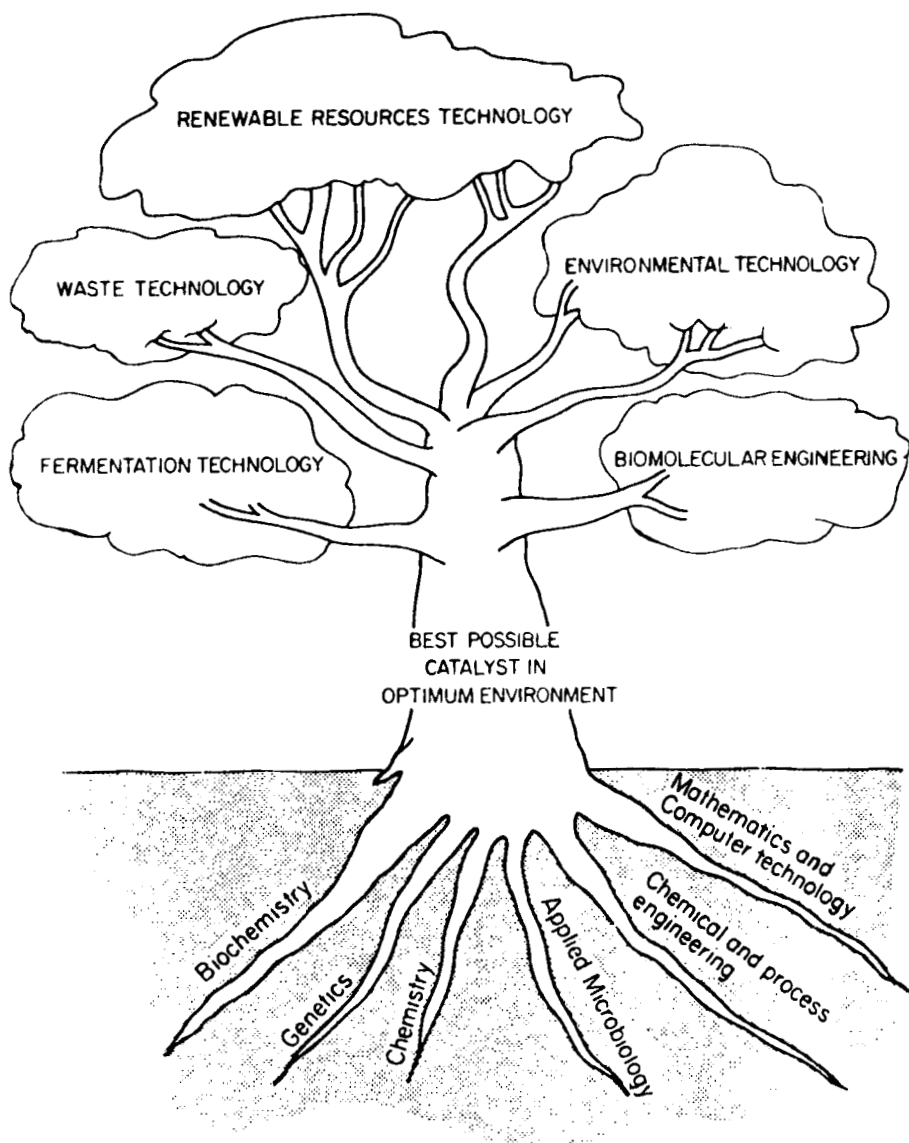 RENEWABLE RESOURCES TECHNOLOGY
WASTE TECHNOLOGY
ENVIRONMENTAL TECHNOLOGY
FERMENTATION TECHNOLOGY
BIOMOLECULAR ENGINEERING
BEST POSSIBLE
CATALYST IN
OPTIMUM ENVIRONMENT
Biochemistry
Genetics
Chemistry
Applied Microbiology
Chemical and process
engineering
Mathematics and
Computer technology